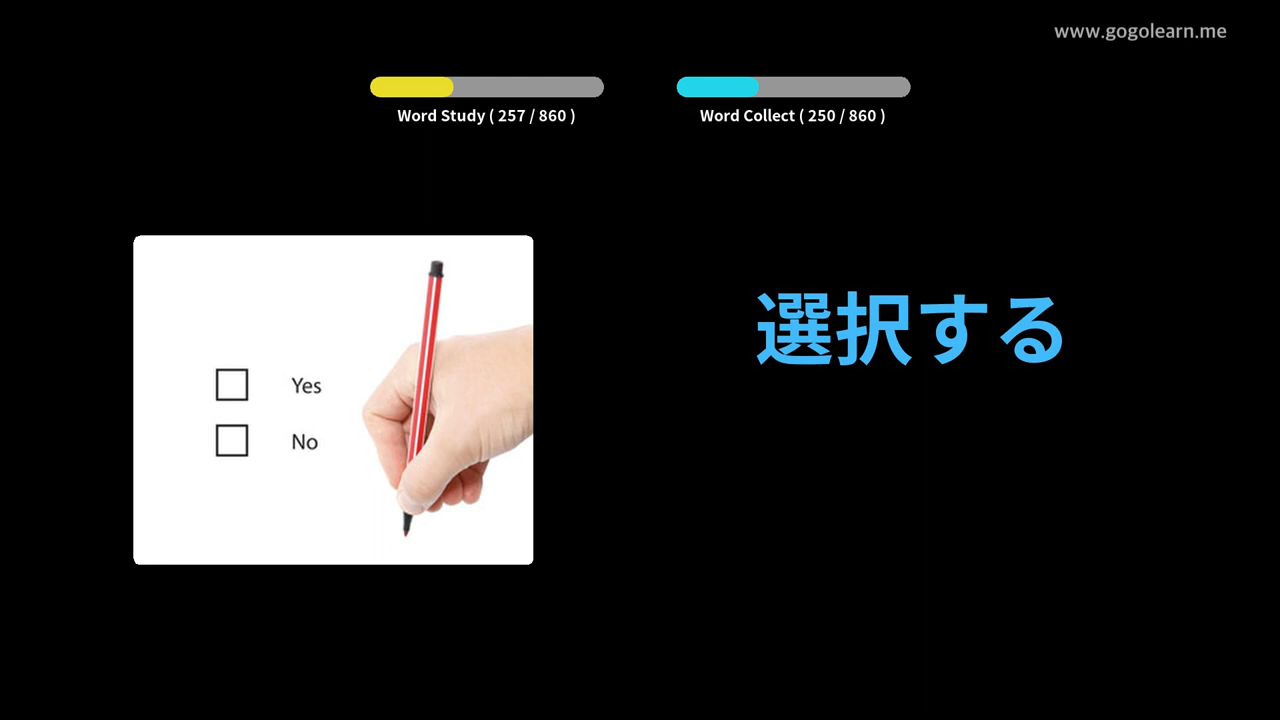 www.gogolearn.me
Word Study ( 257 / 860 )
Word Collect ( 250 / 860 )
Yes
No
選択する